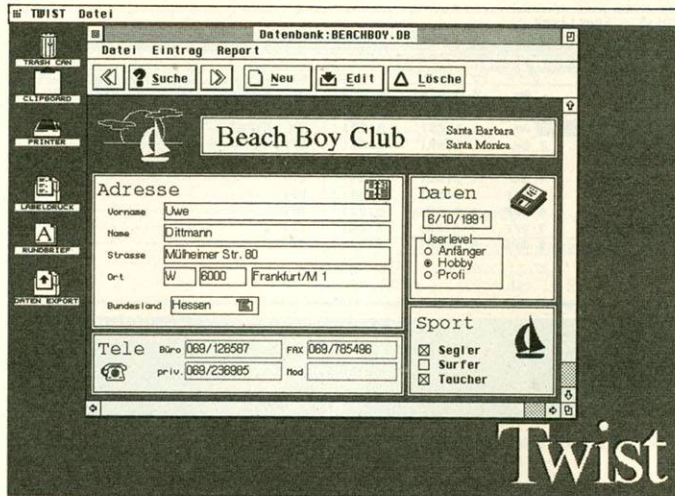 TWIST Datei
TRASH CAN
CLIPBOARD
PRINTER
LABELDRUCK
RUNDBRIEF
DATEN EXPORT
Datenbank:BEACHBOY.DB
Datei Eintrag Report
? Suche Neu Edit Lösche
Beach Boy Club
Santa Barbara
Santa Monica
Adresse
Vorname Uwe
Name Dittmann
Strasse Mülheimer Str. 80
Ort W 6000 Frankfurt/M 1
Bundesland Hessen
Daten
6/10/1991
Userlevel
Anfänger
Hobby
Profi
Tele Büro 069/126587 FAX 069/785496
priv. 069/236985 Mod
Sport
Segler
Surfer
Taucher
Twist